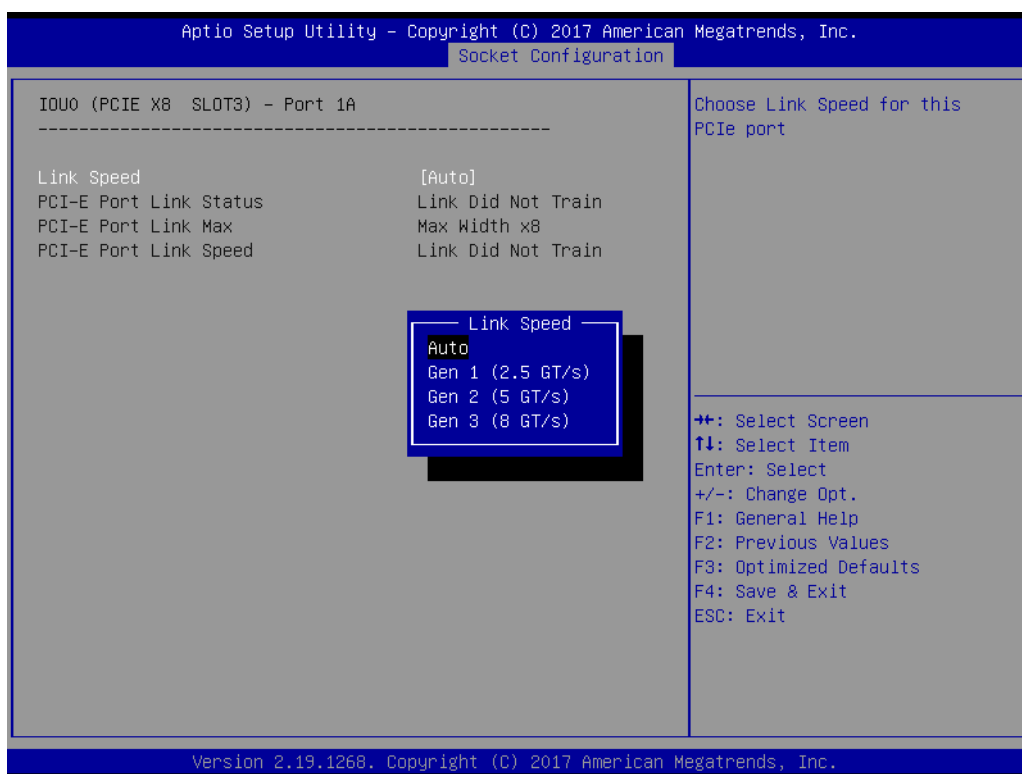 Aptio Setup Utility – Copyright (C) 2017 American Megatrends, Inc.
Socket Configuration
IOU0 (PCIE X8  SLOT3) – Port 1A
--------------------------------------------------
Link Speed [Auto]
PCI-E Port Link Status Link Did Not Train
PCI-E Port Link Max Max Width x8
PCI-E Port Link Speed Link Did Not Train
Link Speed
Auto
Gen 1 (2.5 GT/s)
Gen 2 (5 GT/s)
Gen 3 (8 GT/s)
Choose Link Speed for this
PCIe port
→←: Select Screen
↑↓: Select Item
Enter: Select
+/-: Change Opt.
F1: General Help
F2: Previous Values
F3: Optimized Defaults
F4: Save & Exit
ESC: Exit
Version 2.19.1268. Copyright (C) 2017 American Megatrends, Inc.